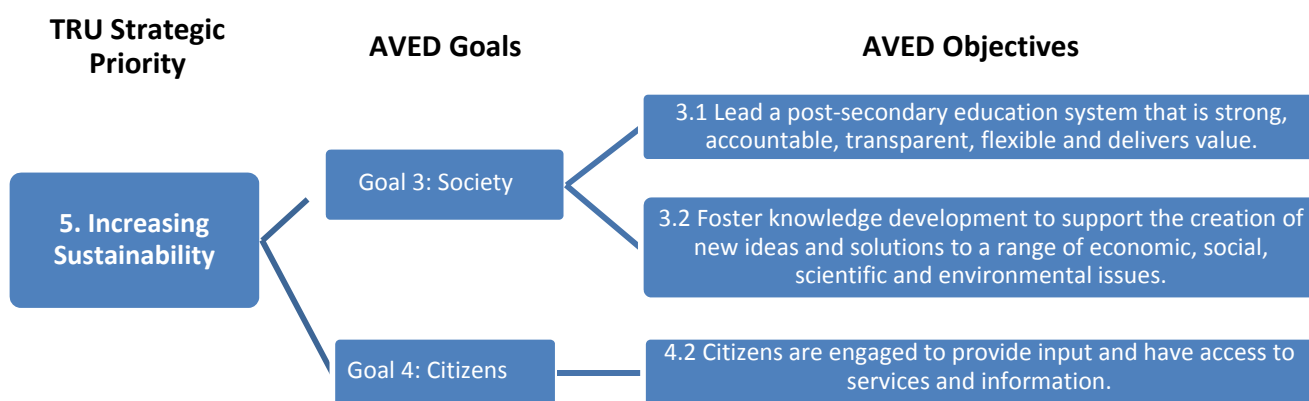 TRU Strategic
Priority
AVED Goals
AVED Objectives
5. Increasing
Sustainability
Goal 3: Society
3.1 Lead a post-secondary education system that is strong,
accountable, transparent, flexible and delivers value.
3.2 Foster knowledge development to support the creation of
new ideas and solutions to a range of economic, social,
scientific and environmental issues.
Goal 4: Citizens
4.2 Citizens are engaged to provide input and have access to
services and information.